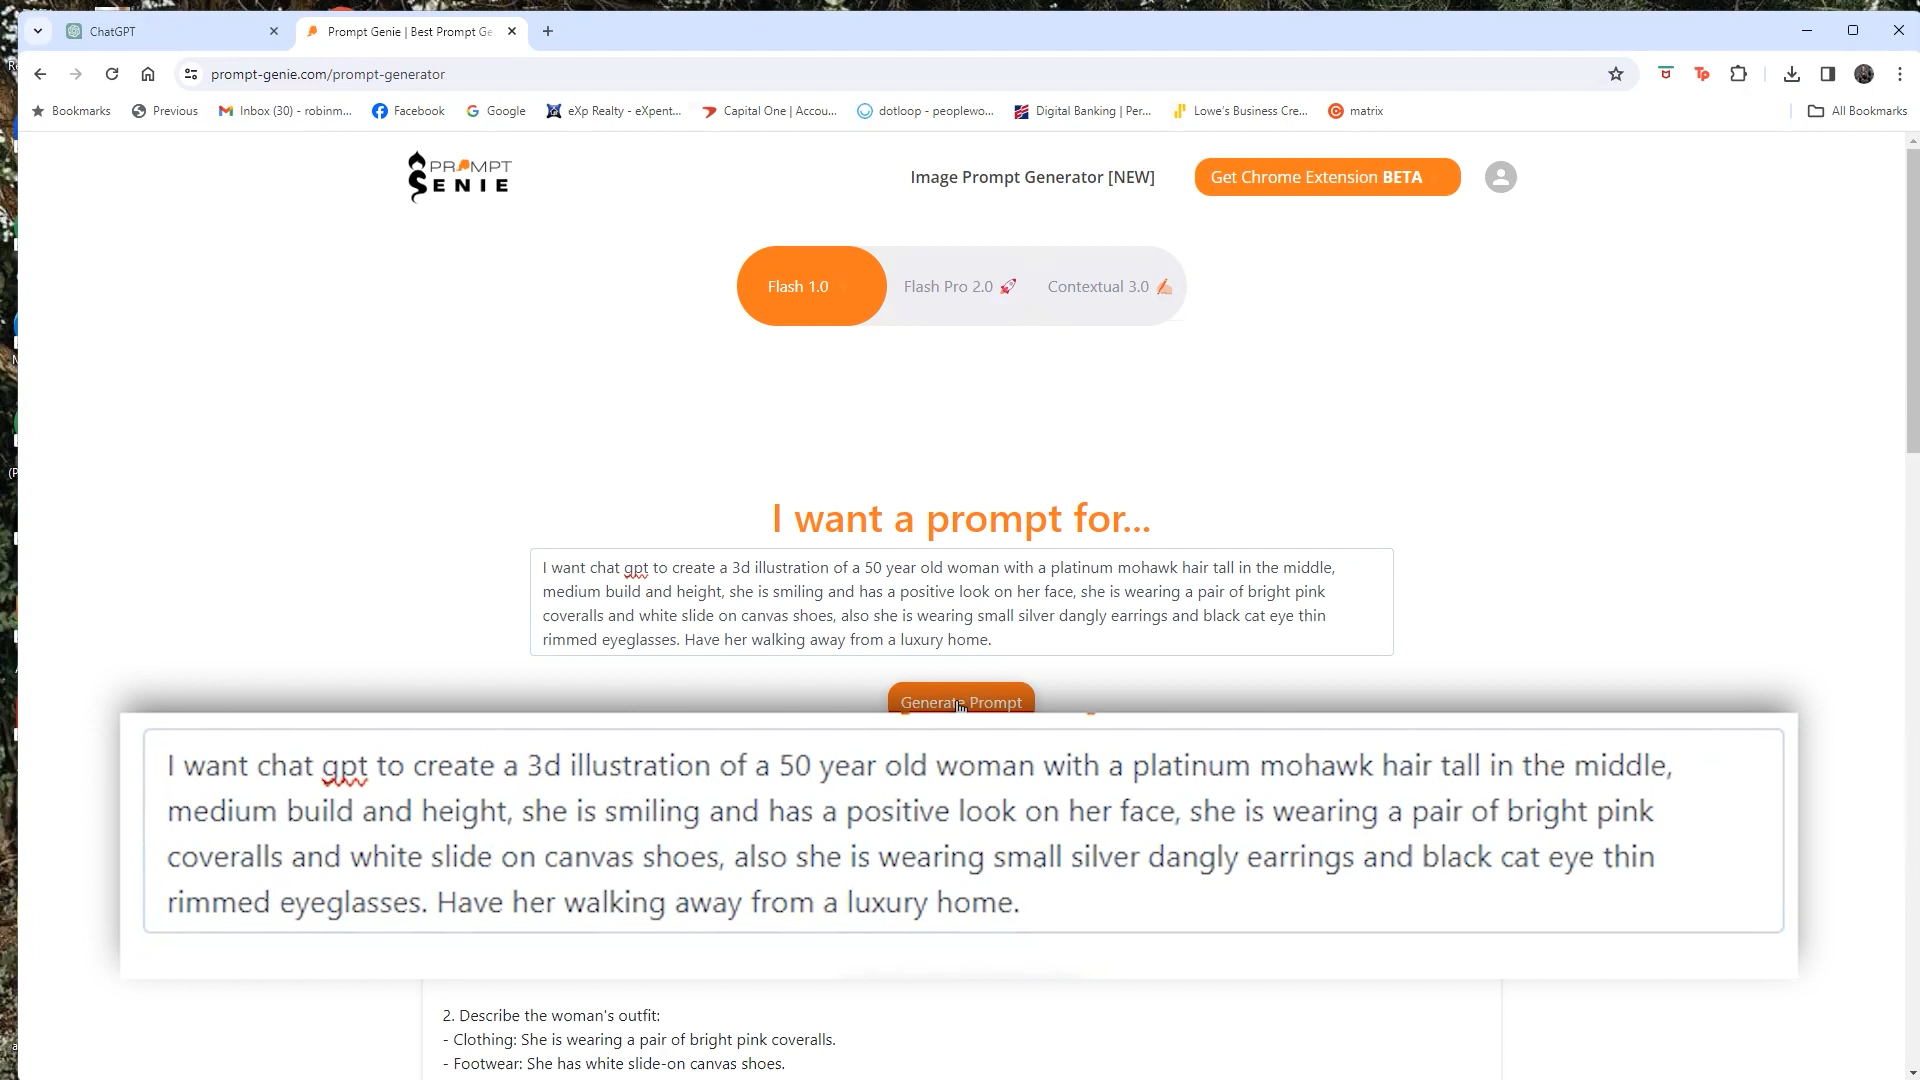 ChatGPT
Prompt Genie | Best Prompt Ge
prompt-genie.com/prompt-generator
Tp
Bookmarks
Previous
Inbox (30) - robinm...
Facebook
Google
eXp Realty - eXpent...
Capital One | Accou...
dotloop - peoplewo...
Digital Banking | Per...
Lowe's Business Cre...
matrix
All Bookmarks
PROMPT
GENIE
Image Prompt Generator [NEW]
Get Chrome Extension BETA
Flash 1.0
Flash Pro 2.0 🚀
Contextual 3.0 ✍🏼
I want a prompt for...
I want chat gpt to create a 3d illustration of a 50 year old woman with a platinum mohawk hair tall in the middle,
medium build and height, she is smiling and has a positive look on her face, she is wearing a pair of bright pink
coveralls and white slide on canvas shoes, also she is wearing small silver dangly earrings and black cat eye thin
rimmed eyeglasses. Have her walking away from a luxury home.
Generate Prompt
I want chat gpt to create a 3d illustration of a 50 year old woman with a platinum mohawk hair tall in the middle,
medium build and height, she is smiling and has a positive look on her face, she is wearing a pair of bright pink
coveralls and white slide on canvas shoes, also she is wearing small silver dangly earrings and black cat eye thin
rimmed eyeglasses. Have her walking away from a luxury home.
2. Describe the woman's outfit:
- Clothing: She is wearing a pair of bright pink coveralls.
- Footwear: She has white slide-on canvas shoes.